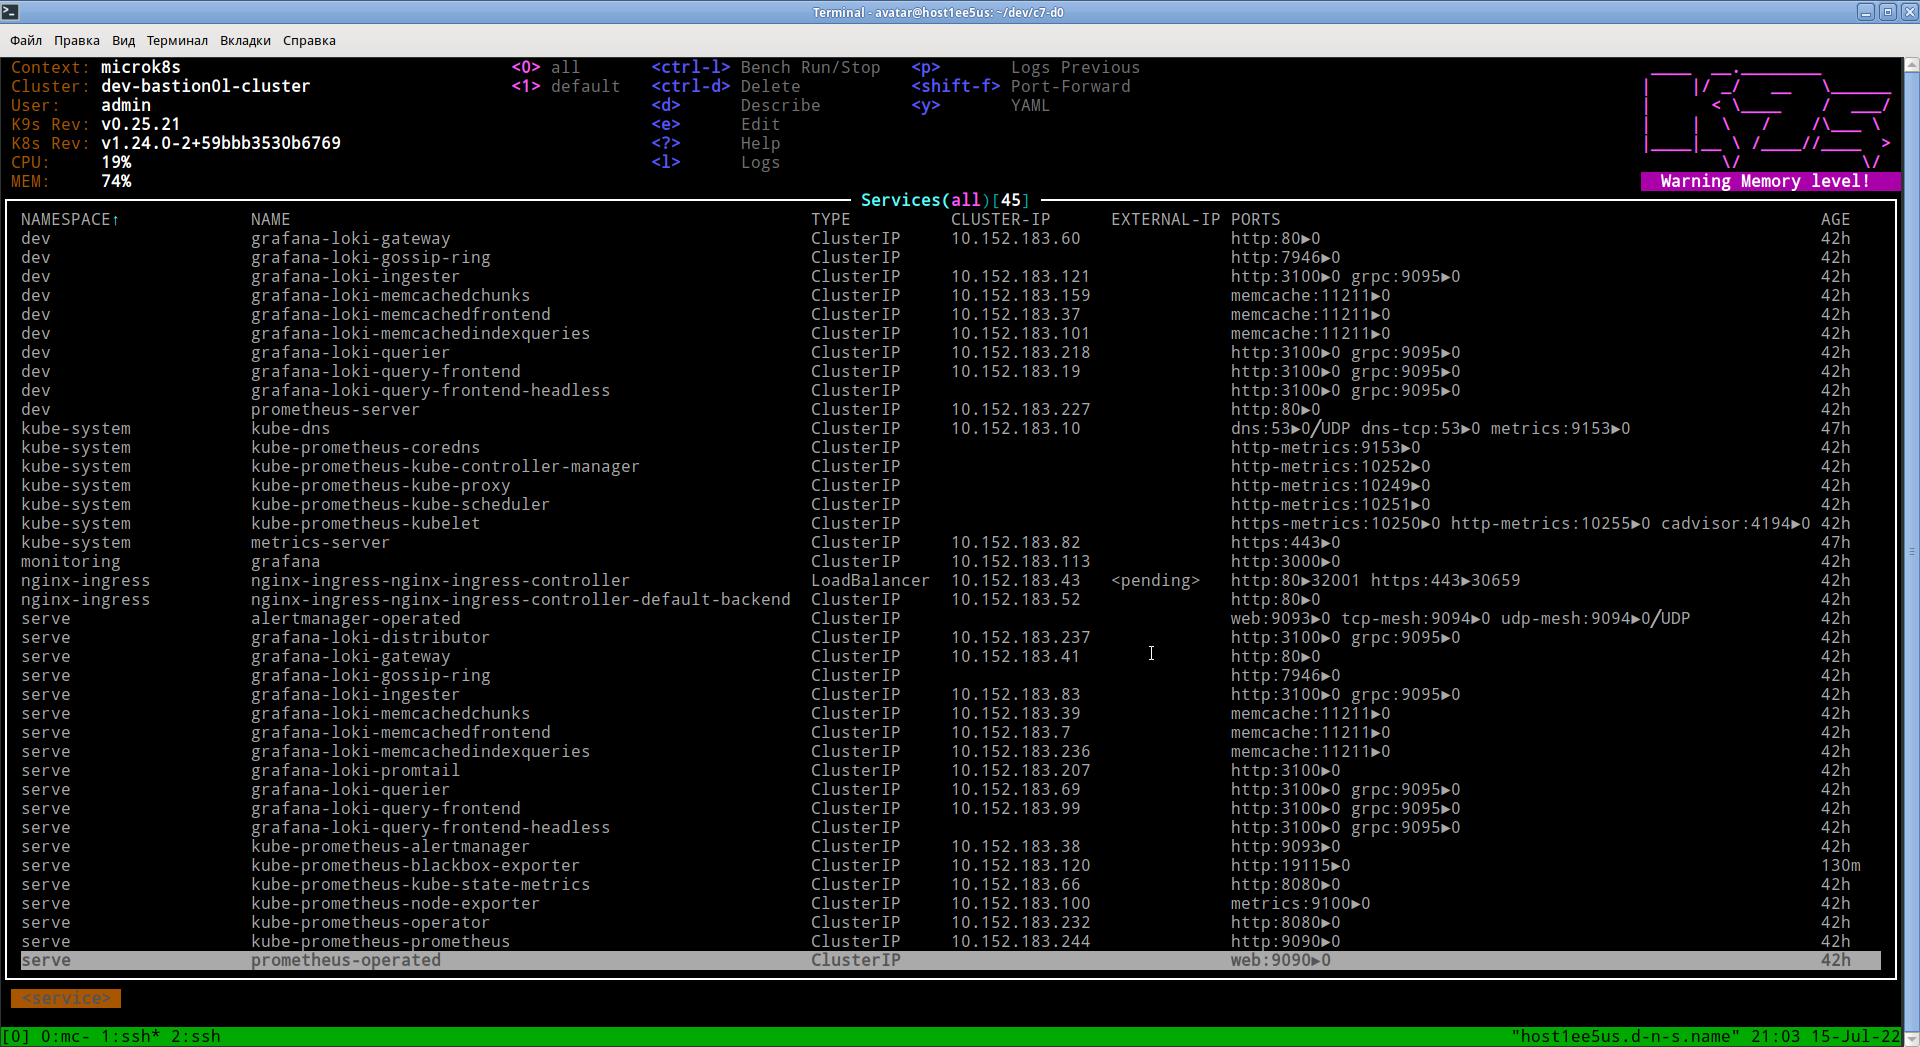 Terminal - avatar@host1ee5us: ~/dev/c7-d0
Файл Правка Вид Терминал Вкладки Справка
Context: microk8s <0> all <ctrl-l> Bench Run/Stop <p> Logs Previous
Cluster: dev-bastion0l-cluster <1> default <ctrl-d> Delete <shift-f> Port-Forward
User: admin <d> Describe <y> YAML
K9s Rev: v0.25.21 <e> Edit
K8s Rev: v1.24.0-2+59bbb3530b6769 <?> Help
CPU: 19% <l> Logs
MEM: 74%
K9s
Warning Memory level!
Services(all)[45]
NAMESPACE↑ NAME TYPE CLUSTER-IP EXTERNAL-IP PORTS AGE
dev grafana-loki-gateway ClusterIP 10.152.183.60 http:80►0 42h
dev grafana-loki-gossip-ring ClusterIP http:7946►0 42h
dev grafana-loki-ingester ClusterIP 10.152.183.121 http:3100►0 grpc:9095►0 42h
dev grafana-loki-memcachedchunks ClusterIP 10.152.183.159 memcache:11211►0 42h
dev grafana-loki-memcachedfrontend ClusterIP 10.152.183.37 memcache:11211►0 42h
dev grafana-loki-memcachedindexqueries ClusterIP 10.152.183.101 memcache:11211►0 42h
dev grafana-loki-querier ClusterIP 10.152.183.218 http:3100►0 grpc:9095►0 42h
dev grafana-loki-query-frontend ClusterIP 10.152.183.19 http:3100►0 grpc:9095►0 42h
dev grafana-loki-query-frontend-headless ClusterIP http:3100►0 grpc:9095►0 42h
dev prometheus-server ClusterIP 10.152.183.227 http:80►0 42h
kube-system kube-dns ClusterIP 10.152.183.10 dns:53►0/UDP dns-tcp:53►0 metrics:9153►0 47h
kube-system kube-prometheus-coredns ClusterIP http-metrics:9153►0 42h
kube-system kube-prometheus-kube-controller-manager ClusterIP http-metrics:10252►0 42h
kube-system kube-prometheus-kube-proxy ClusterIP http-metrics:10249►0 42h
kube-system kube-prometheus-kube-scheduler ClusterIP http-metrics:10251►0 42h
kube-system kube-prometheus-kubelet ClusterIP https-metrics:10250►0 http-metrics:10255►0 cadvisor:4194►0 42h
kube-system metrics-server ClusterIP 10.152.183.82 https:443►0 47h
monitoring grafana ClusterIP 10.152.183.113 http:3000►0 42h
nginx-ingress nginx-ingress-nginx-ingress-controller LoadBalancer 10.152.183.43 <pending> http:80►32001 https:443►30659 42h
nginx-ingress nginx-ingress-nginx-ingress-controller-default-backend ClusterIP 10.152.183.52 http:80►0 42h
serve alertmanager-operated ClusterIP web:9093►0 tcp-mesh:9094►0 udp-mesh:9094►0/UDP 42h
serve grafana-loki-distributor ClusterIP 10.152.183.237 http:3100►0 grpc:9095►0 42h
serve grafana-loki-gateway ClusterIP 10.152.183.41 http:80►0 42h
serve grafana-loki-gossip-ring ClusterIP http:7946►0 42h
serve grafana-loki-ingester ClusterIP 10.152.183.83 http:3100►0 grpc:9095►0 42h
serve grafana-loki-memcachedchunks ClusterIP 10.152.183.39 memcache:11211►0 42h
serve grafana-loki-memcachedfrontend ClusterIP 10.152.183.7 memcache:11211►0 42h
serve grafana-loki-memcachedindexqueries ClusterIP 10.152.183.236 memcache:11211►0 42h
serve grafana-loki-promtail ClusterIP 10.152.183.207 http:3100►0 42h
serve grafana-loki-querier ClusterIP 10.152.183.69 http:3100►0 grpc:9095►0 42h
serve grafana-loki-query-frontend ClusterIP 10.152.183.99 http:3100►0 grpc:9095►0 42h
serve grafana-loki-query-frontend-headless ClusterIP http:3100►0 grpc:9095►0 42h
serve kube-prometheus-alertmanager ClusterIP 10.152.183.38 http:9093►0 42h
serve kube-prometheus-blackbox-exporter ClusterIP 10.152.183.120 http:19115►0 130m
serve kube-prometheus-kube-state-metrics ClusterIP 10.152.183.66 http:8080►0 42h
serve kube-prometheus-node-exporter ClusterIP 10.152.183.100 metrics:9100►0 42h
serve kube-prometheus-operator ClusterIP 10.152.183.232 http:8080►0 42h
serve kube-prometheus-prometheus ClusterIP 10.152.183.244 http:9090►0 42h
serve prometheus-operated ClusterIP web:9090►0 42h
<service>
[0] 0:mc- 1:ssh* 2:ssh "host1ee5us.d-n-s.name" 21:03 15-Jul-22